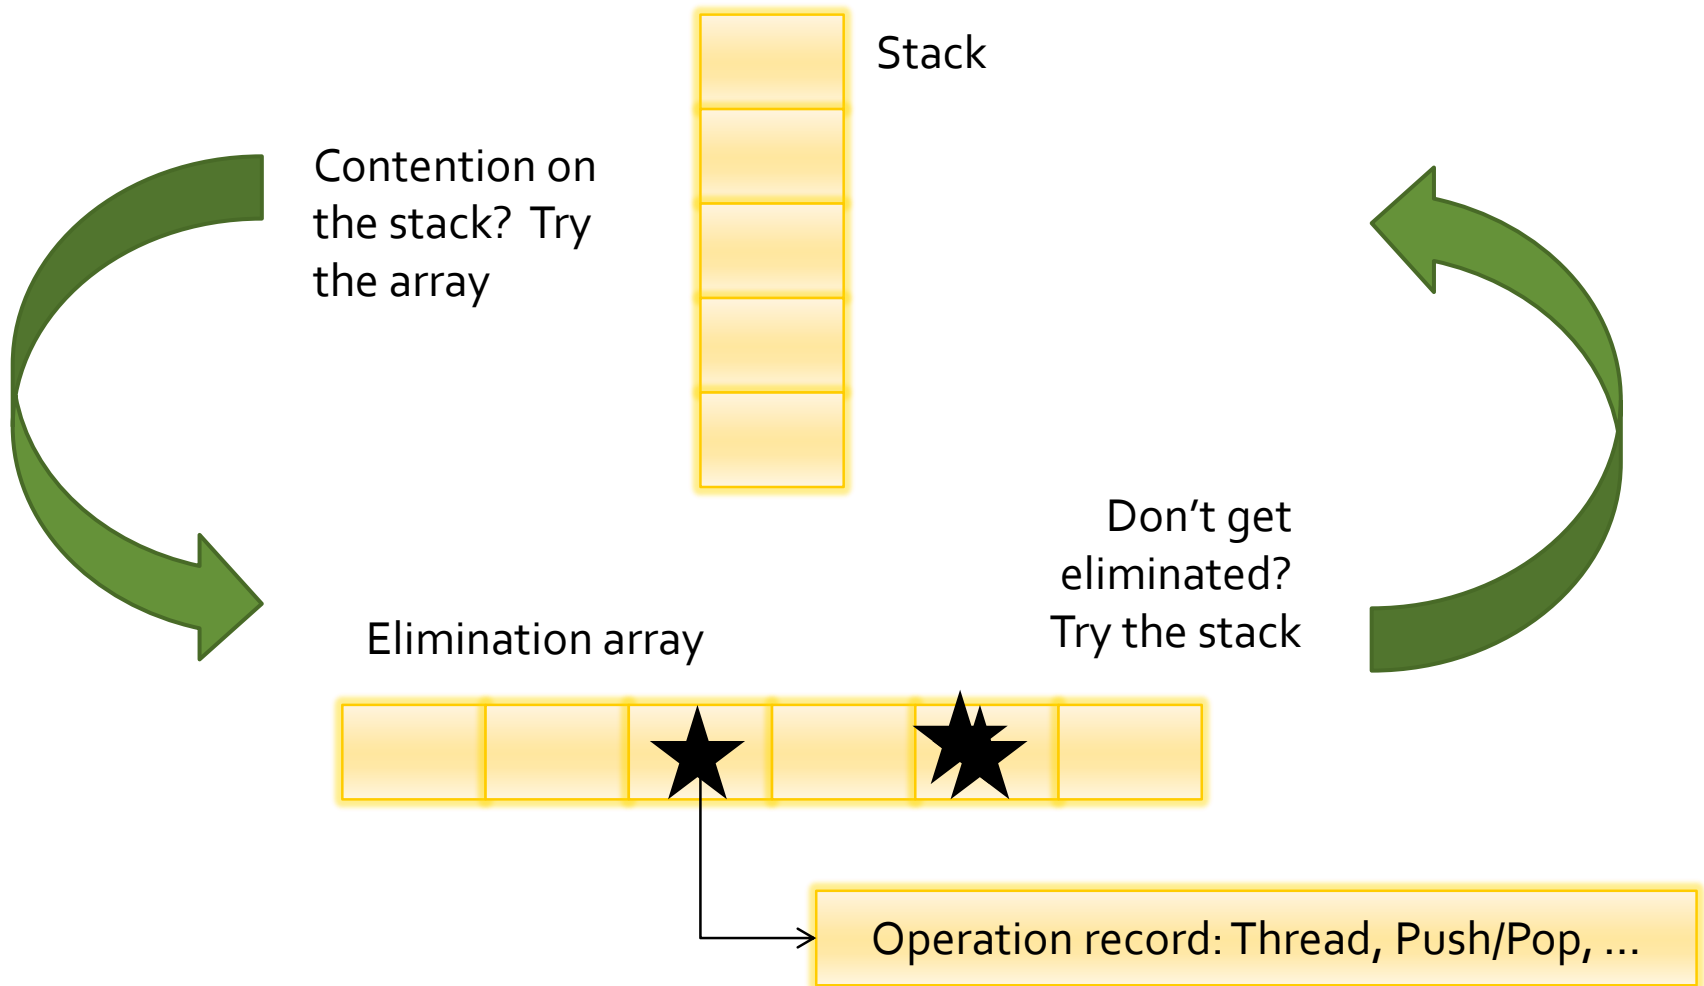 Stack
Contention on
the stack? Try
the array
Don’t get
eliminated?
Try the stack
Elimination array
Operation record: Thread, Push/Pop, …